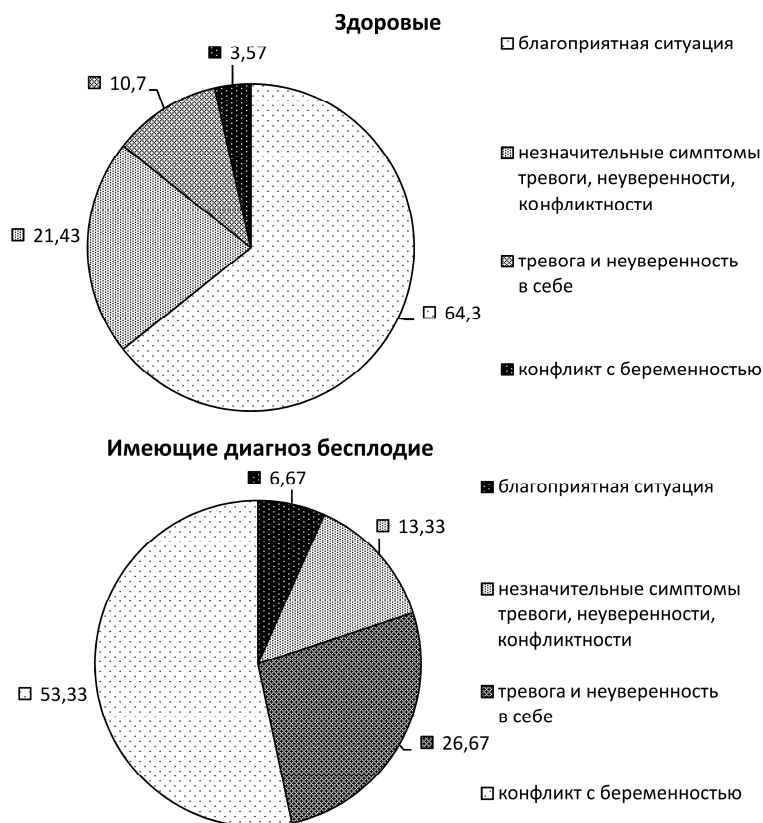 Здоровые
3,57
10,7
21,43
64,3
благоприятная ситуация
незначительные симптомы
тревоги, неуверенности,
конфликтности
тревога и неуверенность
в себе
конфликт с беременностью
Имеющие диагноз бесплодие
6,67
13,33
53,33
26,67
благоприятная ситуация
незначительные симптомы
тревоги, неуверенности,
конфликтности
тревога и неуверенность
в себе
конфликт с беременностью